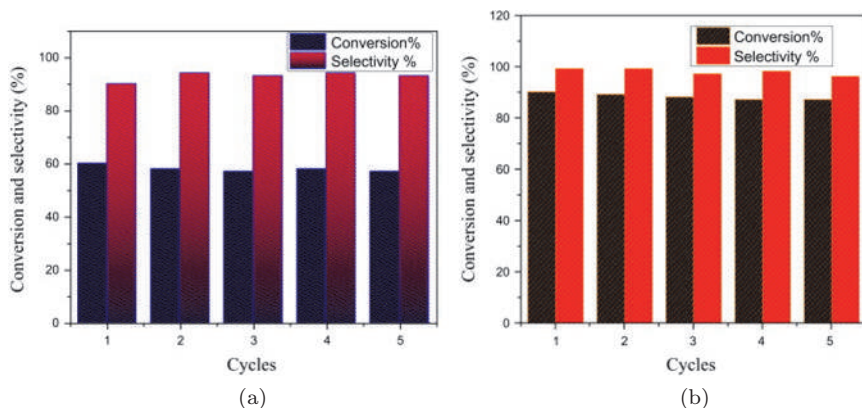 Conversion%
Selectivity %
Conversion and selectivity (%)
100
80
60
40
20
0
1 2 3 4 5
Cycles
(a)
Conversion%
Selectivity %
Conversion and selectivity (%)
120
100
80
60
40
20
0
1 2 3 4 5
Cycles
(b)